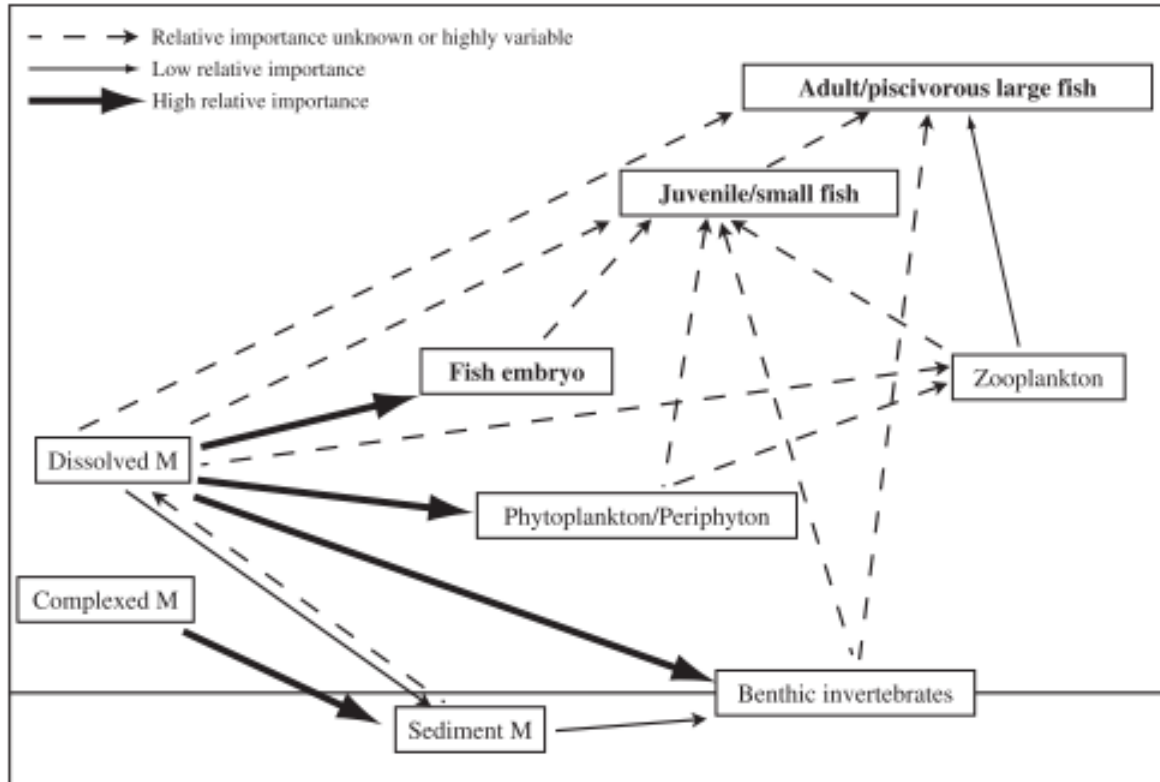 Relative importance unknown or highly variable
Low relative importance
High relative importance
Adult/piscivorous large fish
Juvenile/small fish
Fish embryo
Zooplankton
Dissolved M
Phytoplankton/Periphyton
Complexed M
Benthic invertebrates
Sediment M